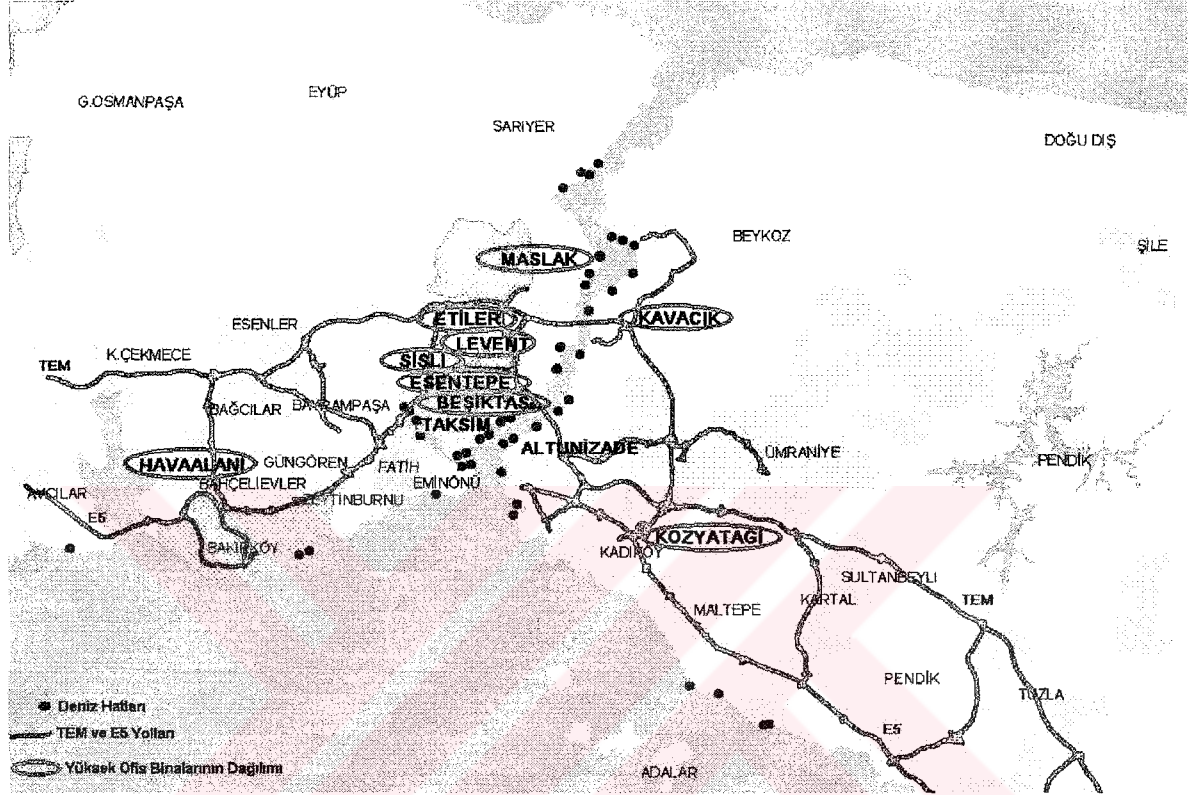 EYÜP
G.OSMANPAŞA
SARIYER
DOĞU DIŞ
BEYKOZ
ŞİLE
MASLAK
ETİLER
KAVACIK
ESENLER
LEVENT
K.ÇEKMECE
ŞİŞLİ
TEM
ESENTEPE
BAĞCILAR
BAYRAMPAŞA
BEŞİKTAŞ
TAKSİM
ALTUNİZADE
ÜMRANİYE
HAVAALANI
GÜNGÖREN
FATİH
PENDİK
BAHÇELİEVLER
EMİNÖNÜ
AVCILAR
ZEYTİNBURNU
E5
KOZYATAĞI
BAKIRKÖY
KADIKÖY
SULTANBEYLİ
MALTEPE
KARTAL
TEM
PENDİK
TUZLA
E5
ADALAR
Deniz Hatları
TEM ve E5 Yolları
Yüksek Ofis Binalarının Dağılımı